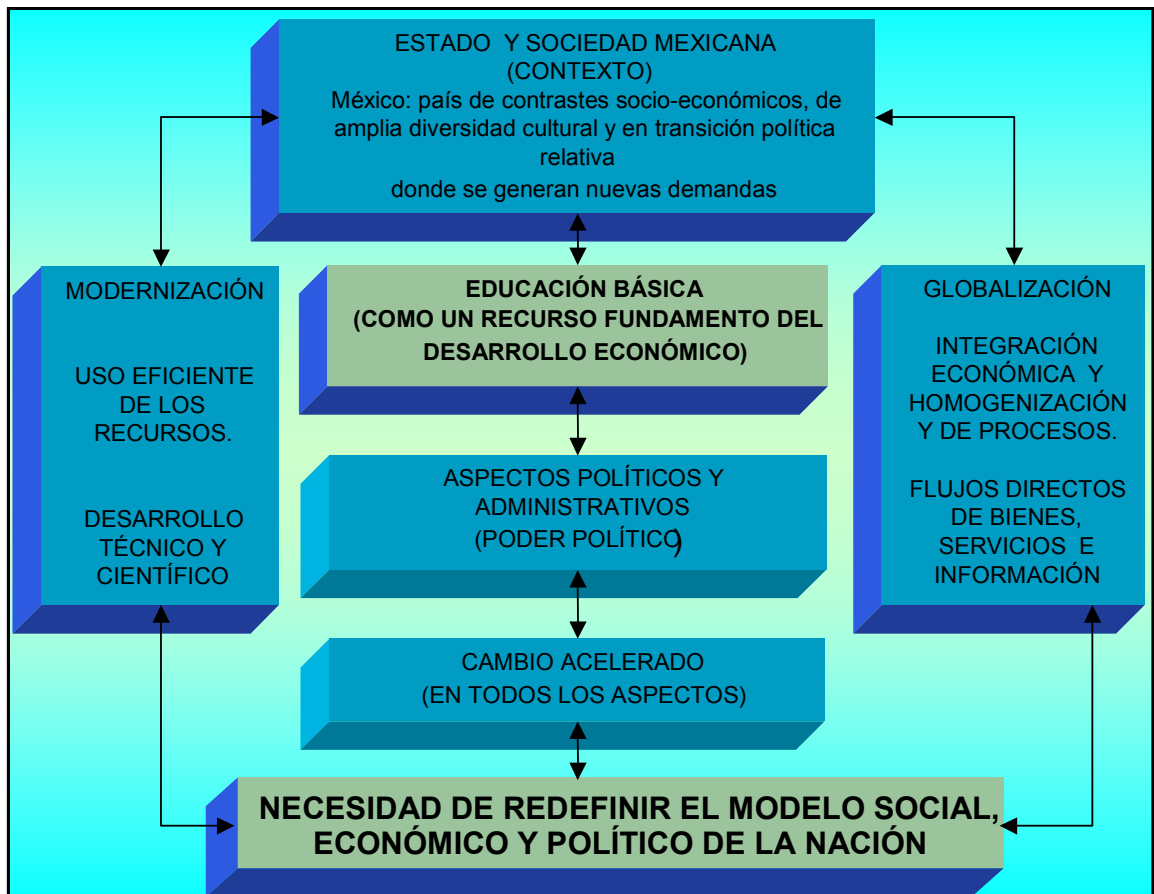 ESTADO Y SOCIEDAD MEXICANA
(CONTEXTO)
México: país de contrastes socio-económicos, de
amplia diversidad cultural y en transición política
relativa
donde se generan nuevas demandas
MODERNIZACIÓN
USO EFICIENTE
DE LOS
RECURSOS.
DESARROLLO
TÉCNICO Y
CIENTÍFICO
EDUCACIÓN BÁSICA
(COMO UN RECURSO FUNDAMENTO DEL
DESARROLLO ECONÓMICO)
ASPECTOS POLÍTICOS Y
ADMINISTRATIVOS
(PODER POLÍTICO)
CAMBIO ACELERADO
(EN TODOS LOS ASPECTOS)
GLOBALIZACIÓN
INTEGRACIÓN
ECONÓMICA Y
HOMOGENIZACIÓN
Y DE PROCESOS.
FLUJOS DIRECTOS
DE BIENES,
SERVICIOS E
INFORMACIÓN
NECESIDAD DE REDEFINIR EL MODELO SOCIAL,
ECONÓMICO Y POLÍTICO DE LA NACIÓN